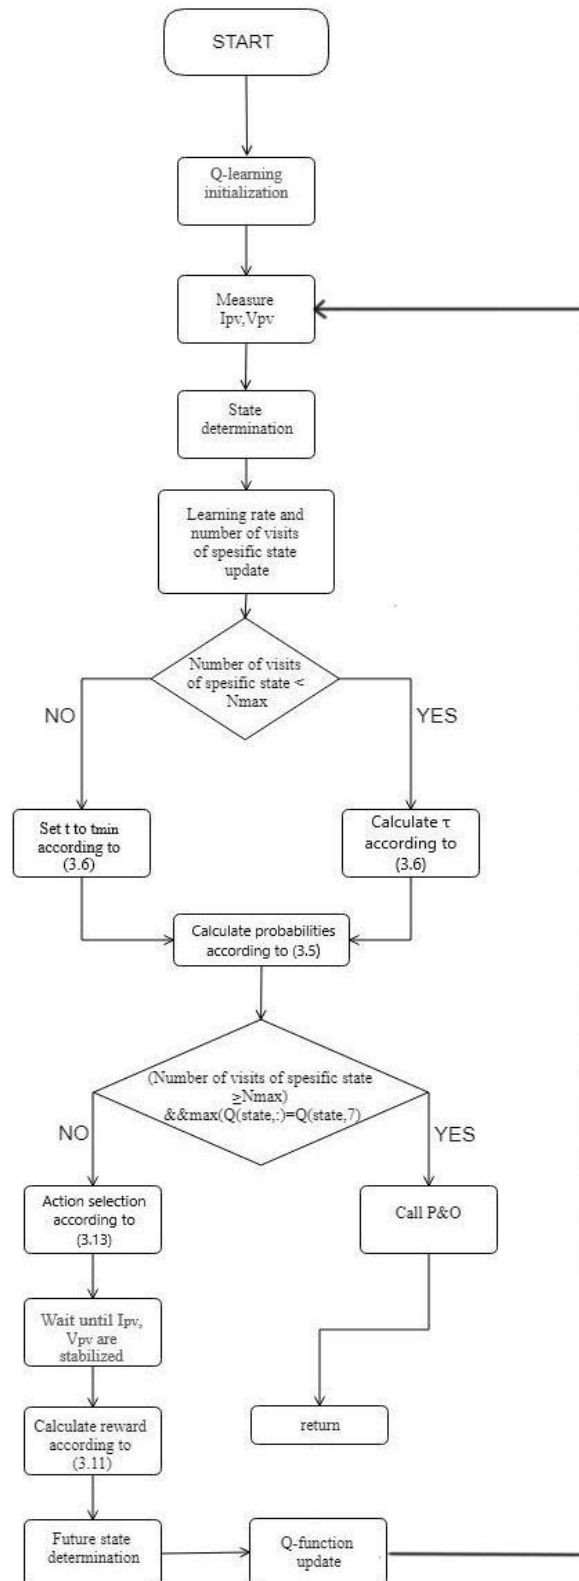 START
Q-learning
initialization
Measure
Ipv,Vpv
State
determination
Learning rate and
number of visits
of spesific state
update
Number of visits
of spesific state <
Nmax
NO
YES
Set t to tmin
according to
(3.6)
Calculate τ
according to
(3.6)
Calculate probabilities
according to (3.5)
(Number of visits of spesific state
≥Nmax)
&&max(Q(state,:)=Q(state,7)
NO
YES
Action selection
according to
(3.13)
Call P&O
Wait until Ipv,
Vpv are
stabilized
Calculate reward
according to
(3.11)
return
Future state
determination
Q-function
update